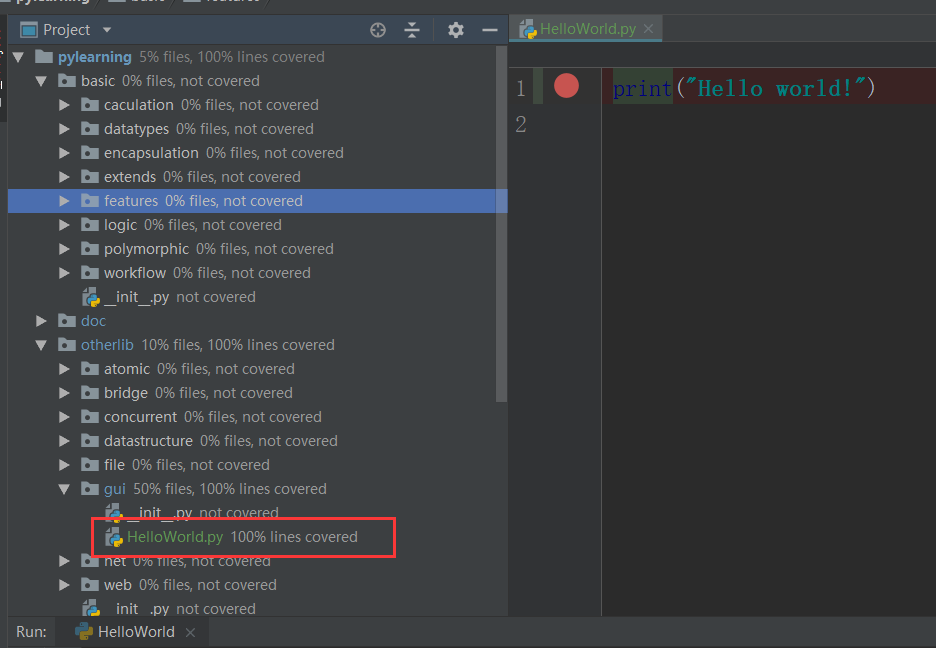 pylearning basic features
Project
HelloWorld.py
pylearning 5% files, 100% lines covered
basic 0% files, not covered
caculation 0% files, not covered
datatypes 0% files, not covered
encapsulation 0% files, not covered
extends 0% files, not covered
features 0% files, not covered
logic 0% files, not covered
polymorphic 0% files, not covered
workflow 0% files, not covered
__init__.py not covered
doc
otherlib 10% files, 100% lines covered
atomic 0% files, not covered
bridge 0% files, not covered
concurrent 0% files, not covered
datastructure 0% files, not covered
file 0% files, not covered
gui 50% files, 100% lines covered
__init__.py not covered
HelloWorld.py 100% lines covered
net 0% files, not covered
web 0% files, not covered
__init__.py not covered
1 print("Hello world!")
2
Run: HelloWorld